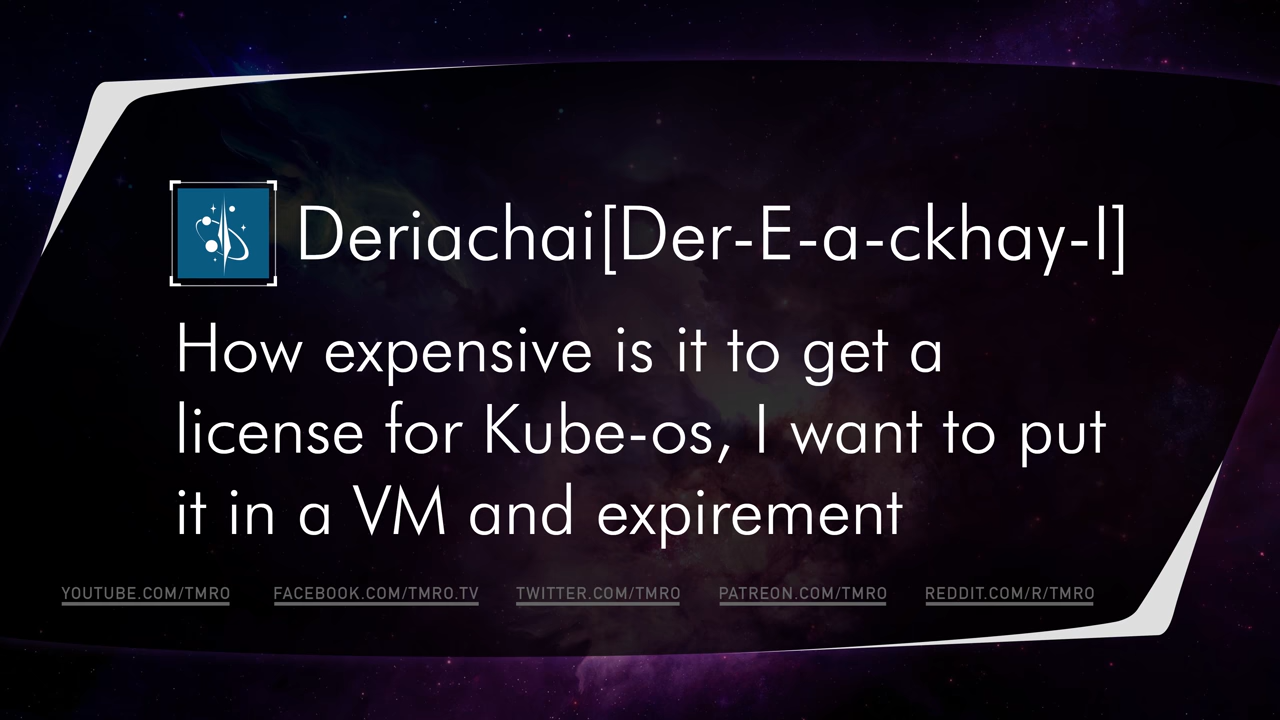 Deriachai[Der-E-a-ckhay-I]
How expensive is it to get a
license for Kube-os, I want to put
it in a VM and expirement
YOUTUBE.COM/TMRO FACEBOOK.COM/TMRO.TV TWITTER.COM/TMRO PATREON.COM/TMRO REDDIT.COM/R/TMRO